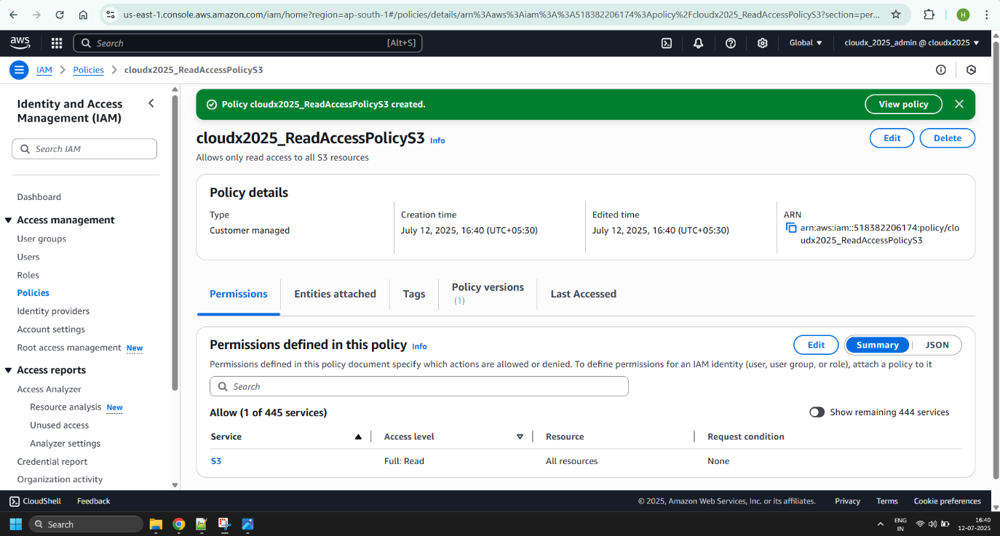 us-east-1.console.aws.amazon.com/iam/home?region=ap-south-1#/policies/details/arn%3Aaws%3Aiam%3A%3A518382206174%3Apolicy%2Fcloudx2025_ReadAccessPolicyS3?section=per...
H
aws
Search
[Alt+S]
Global
cloudx_2025_admin @ cloudx2025
IAM
Policies
cloudx2025_ReadAccessPolicyS3
Identity and Access
Management (IAM)
Search IAM
Dashboard
Access management
User groups
Users
Roles
Policies
Identity providers
Account settings
Root access management New
Access reports
Access Analyzer
Resource analysis New
Unused access
Analyzer settings
Credential report
Organization activity
Policy cloudx2025_ReadAccessPolicyS3 created.
View policy
cloudx2025_ReadAccessPolicyS3 Info
Edit
Delete
Allows only read access to all S3 resources
Policy details
Type
Customer managed
Creation time
July 12, 2025, 16:40 (UTC+05:30)
Edited time
July 12, 2025, 16:40 (UTC+05:30)
ARN
arn:aws:iam::518382206174:policy/clo
udx2025_ReadAccessPolicyS3
Permissions
Entities attached
Tags
Policy versions
(1)
Last Accessed
Permissions defined in this policy Info
Edit
Summary
JSON
Permissions defined in this policy document specify which actions are allowed or denied. To define permissions for an IAM identity (user, user group, or role), attach a policy to it
Search
Allow (1 of 445 services)
Show remaining 444 services
Service
Access level
Resource
Request condition
S3
Full: Read
All resources
None
CloudShell
Feedback
© 2025, Amazon Web Services, Inc. or its affiliates.
Privacy
Terms
Cookie preferences
Search
ENG
IN
16:40
12-07-2025